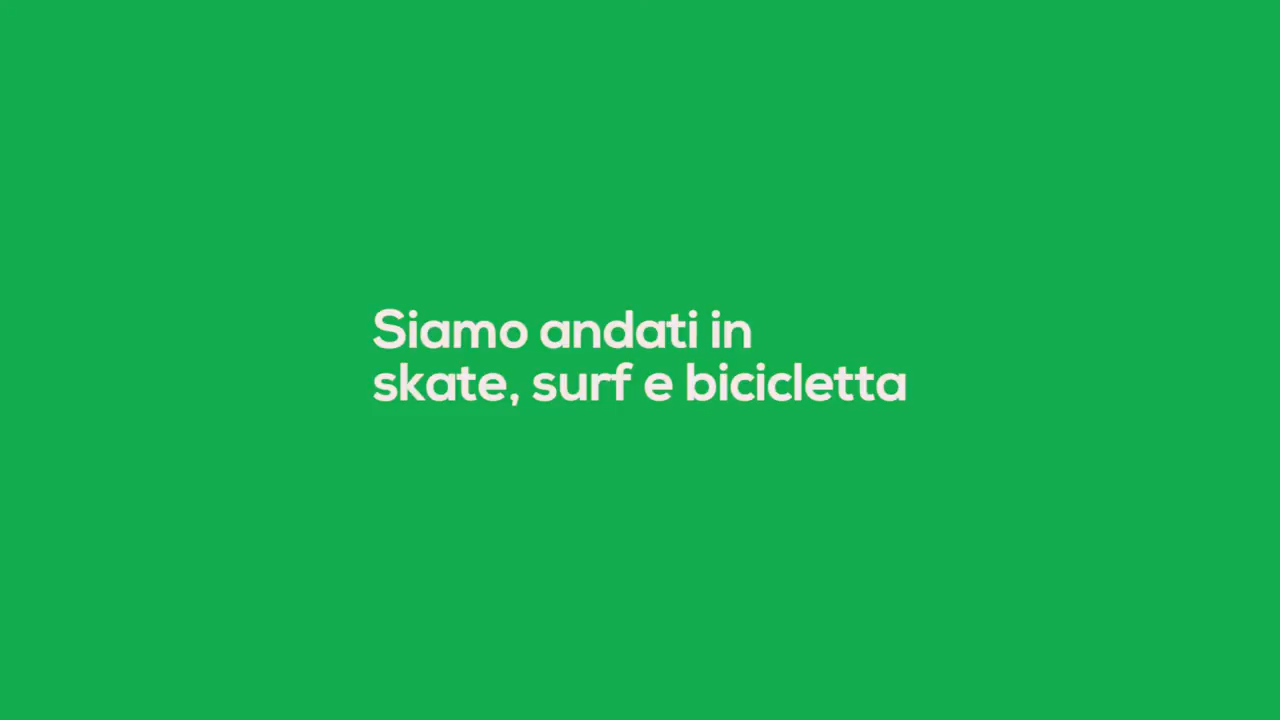 Siamo andati in
skate, surf e bicicletta